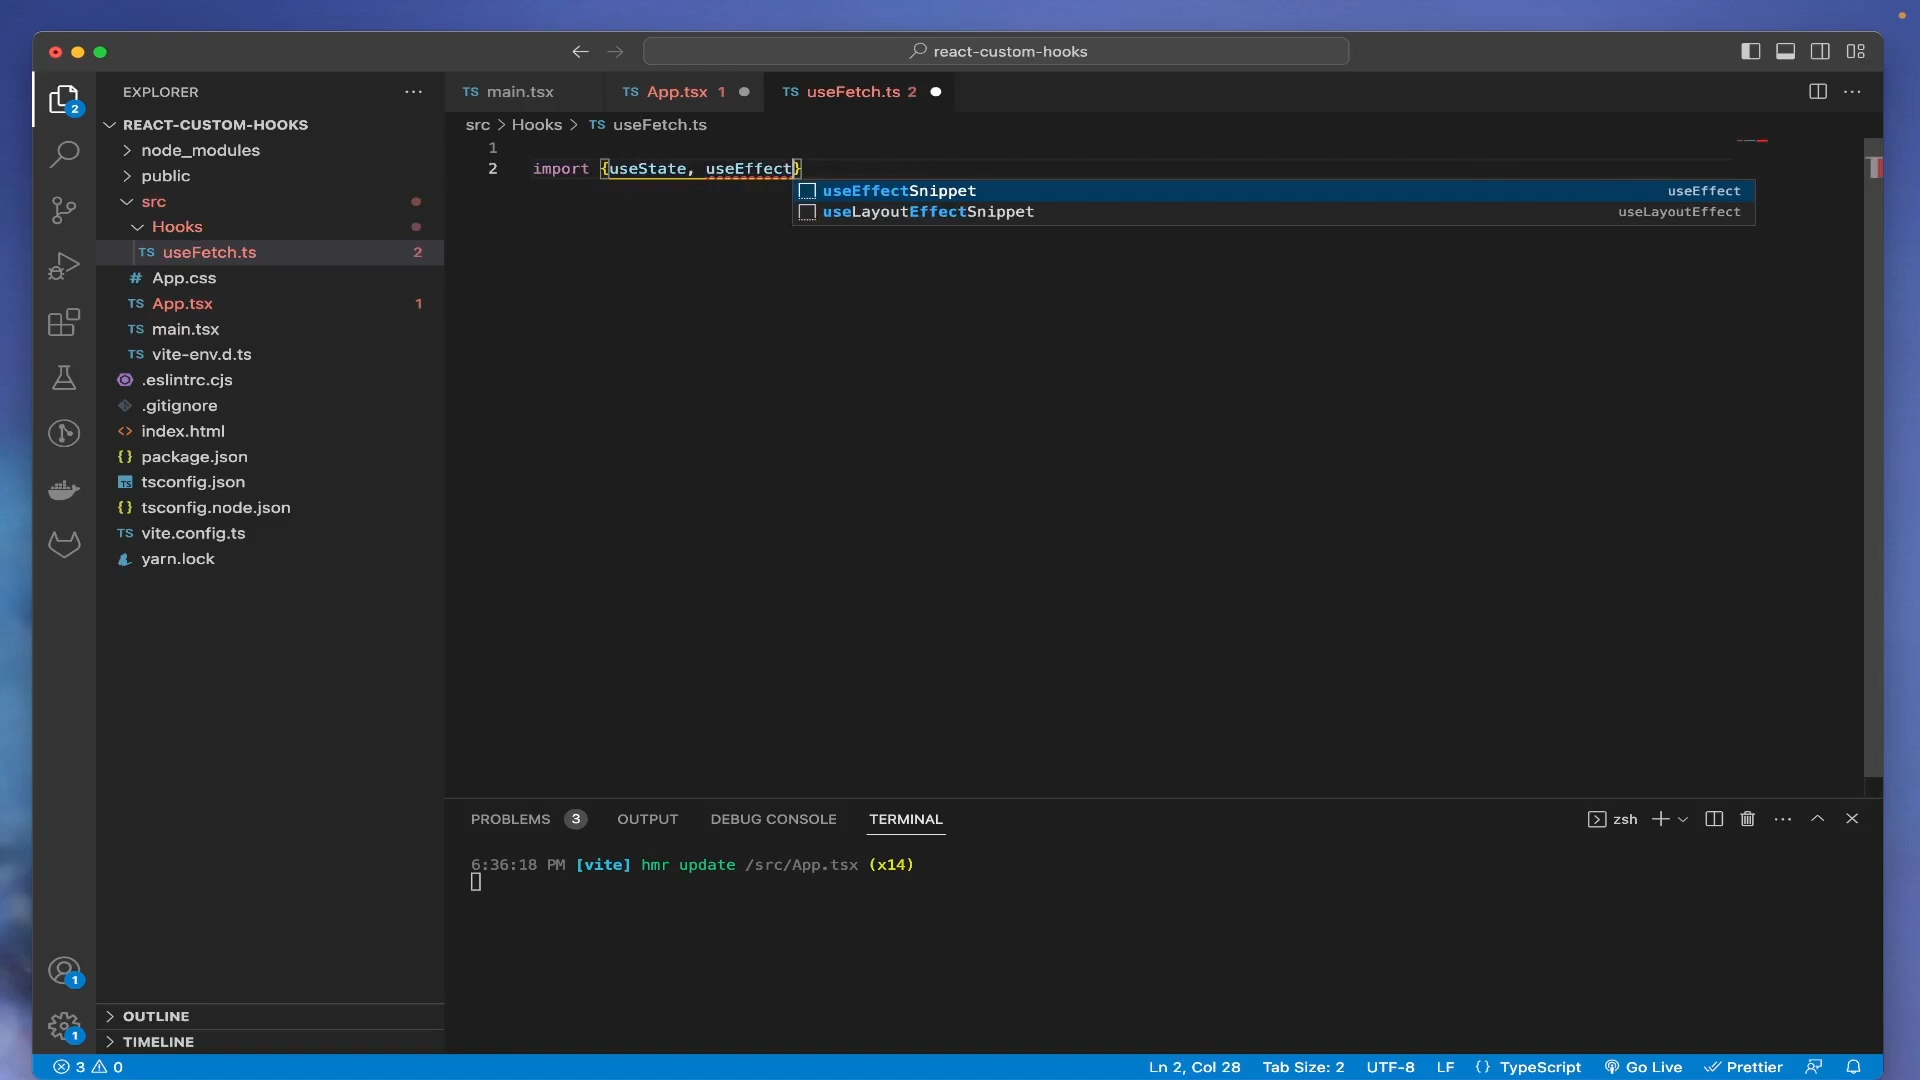 react-custom-hooks
EXPLORER
REACT-CUSTOM-HOOKS
node_modules
public
src
Hooks
TS useFetch.ts 2
# App.css
TS App.tsx 1
TS main.tsx
TS vite-env.d.ts
.eslintrc.cjs
.gitignore
<> index.html
{} package.json
TS tsconfig.json
{} tsconfig.node.json
TS vite.config.ts
yarn.lock
OUTLINE
TIMELINE
2
1
1
TS main.tsx
TS App.tsx 1
TS useFetch.ts 2
src > Hooks > TS useFetch.ts
1
2 import {useState, useEffect}
useEffectSnippet useEffect
useLayoutEffectSnippet useLayoutEffect
PROBLEMS 3 OUTPUT DEBUG CONSOLE TERMINAL
zsh
6:36:18 PM [vite] hmr update /src/App.tsx (x14)
3 0
Ln 2, Col 28 Tab Size: 2 UTF-8 LF {} TypeScript Go Live Prettier